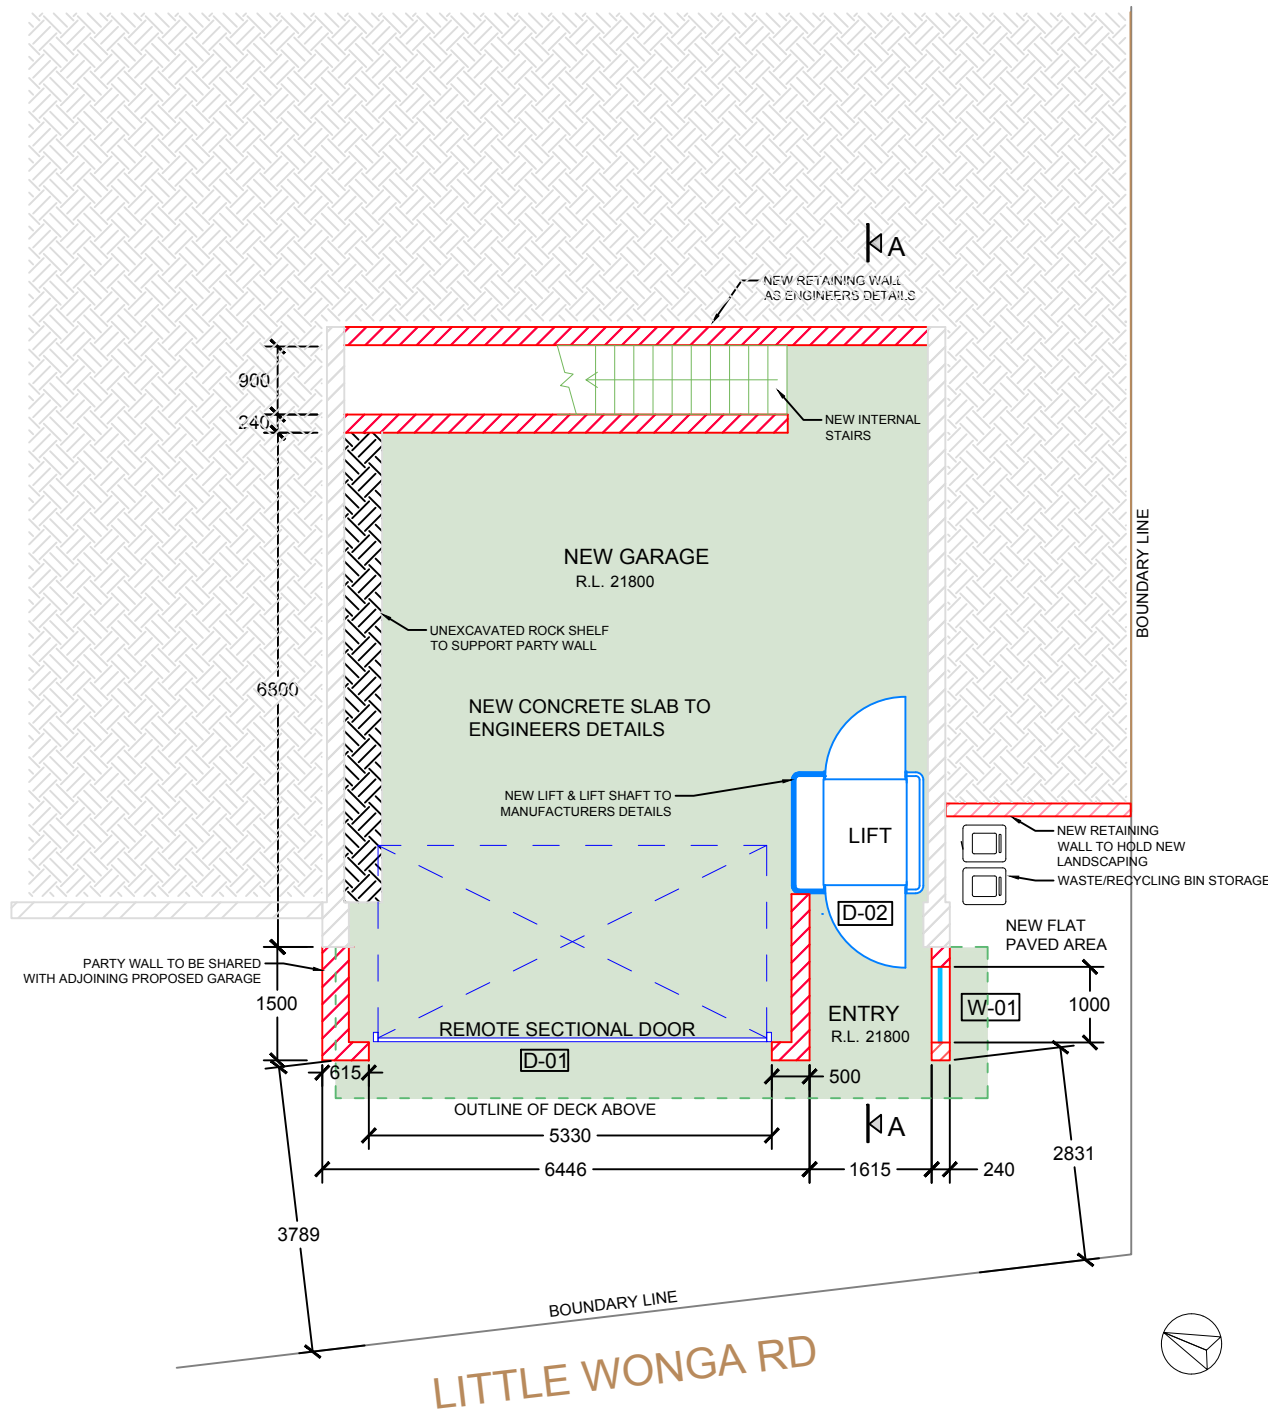 A
NEW RETAINING WALL
AS ENGINEERS DETAILS
900
240
NEW INTERNAL
STAIRS
NEW GARAGE
R.L. 21800
BOUNDARY LINE
UNEXCAVATED ROCK SHELF
TO SUPPORT PARTY WALL
6800
NEW CONCRETE SLAB TO
ENGINEERS DETAILS
NEW LIFT & LIFT SHAFT TO
MANUFACTURERS DETAILS
LIFT
NEW RETAINING
WALL TO HOLD NEW
LANDSCAPING
WASTE/RECYCLING BIN STORAGE
D-02
NEW FLAT
PAVED AREA
PARTY WALL TO BE SHARED
WITH ADJOINING PROPOSED GARAGE
1500
ENTRY
R.L. 21800
W-01
1000
REMOTE SECTIONAL DOOR
D-01
615
500
OUTLINE OF DECK ABOVE
A
5330
6446
1615
240
2831
3789
BOUNDARY LINE
LITTLE WONGA RD